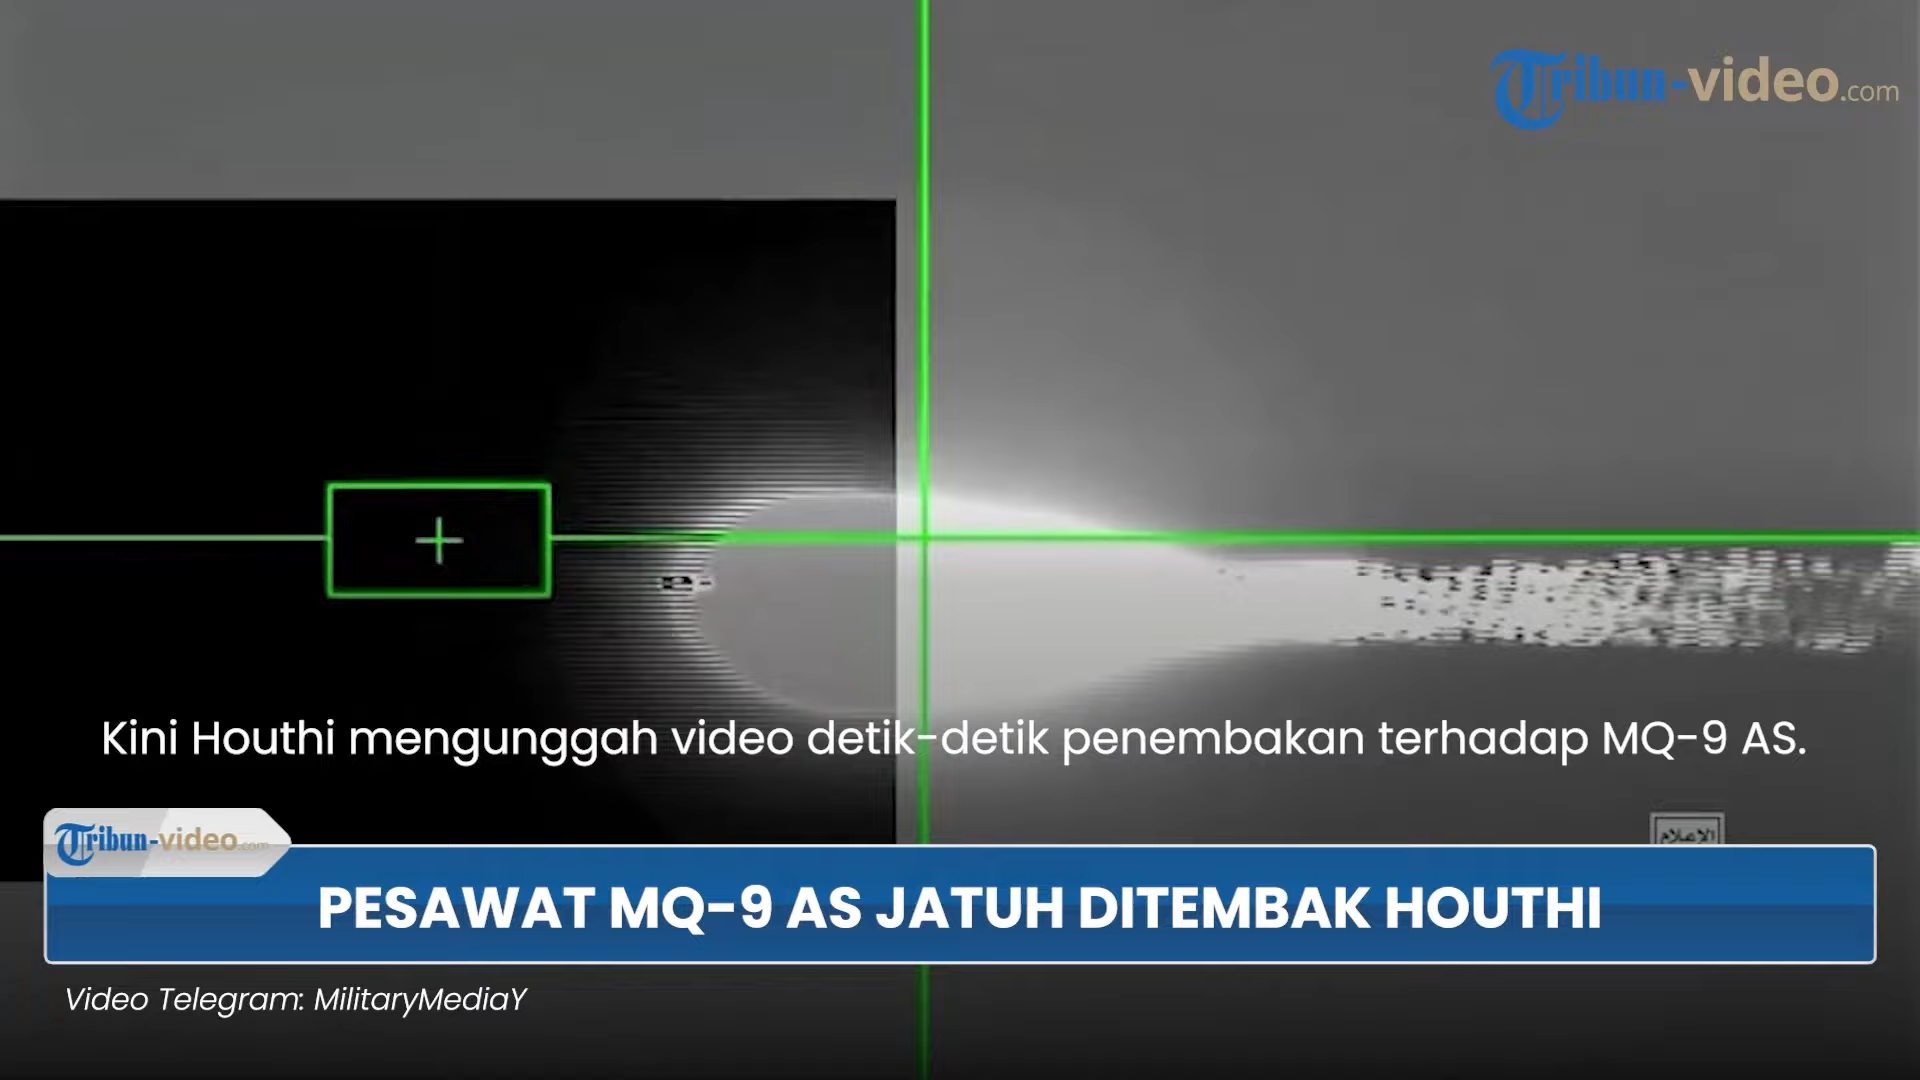 Tribun-video.com
Kini Houthi mengunggah video detik-detik penembakan terhadap MQ-9 AS.
الإعلام
Tribun-video.com
PESAWAT MQ-9 AS JATUH DITEMBAK HOUTHI
Video Telegram: MilitaryMediaY